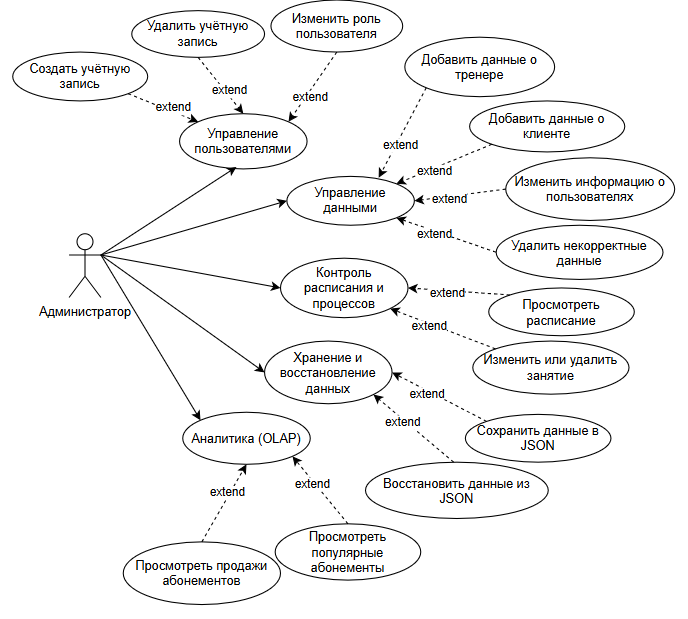 Удалить учётную
запись
Изменить роль
пользователя
Создать учётную
запись
Добавить данные о
тренере
extend
extend
extend
Управление
пользователями
Добавить данные о
клиенте
extend
extend
Изменить информацию о
пользователях
Управление
данными
extend
extend
Удалить некорректные
данные
Администратор
Контроль
расписания и
процессов
extend
Просмотреть
расписание
extend
Изменить или удалить
занятие
Хранение и
восстановление
данных
extend
extend
Сохранить данные в
JSON
Аналитика (OLAP)
Восстановить данные из
JSON
extend
extend
Просмотреть
популярные
абонементы
Просмотреть продажи
абонементов